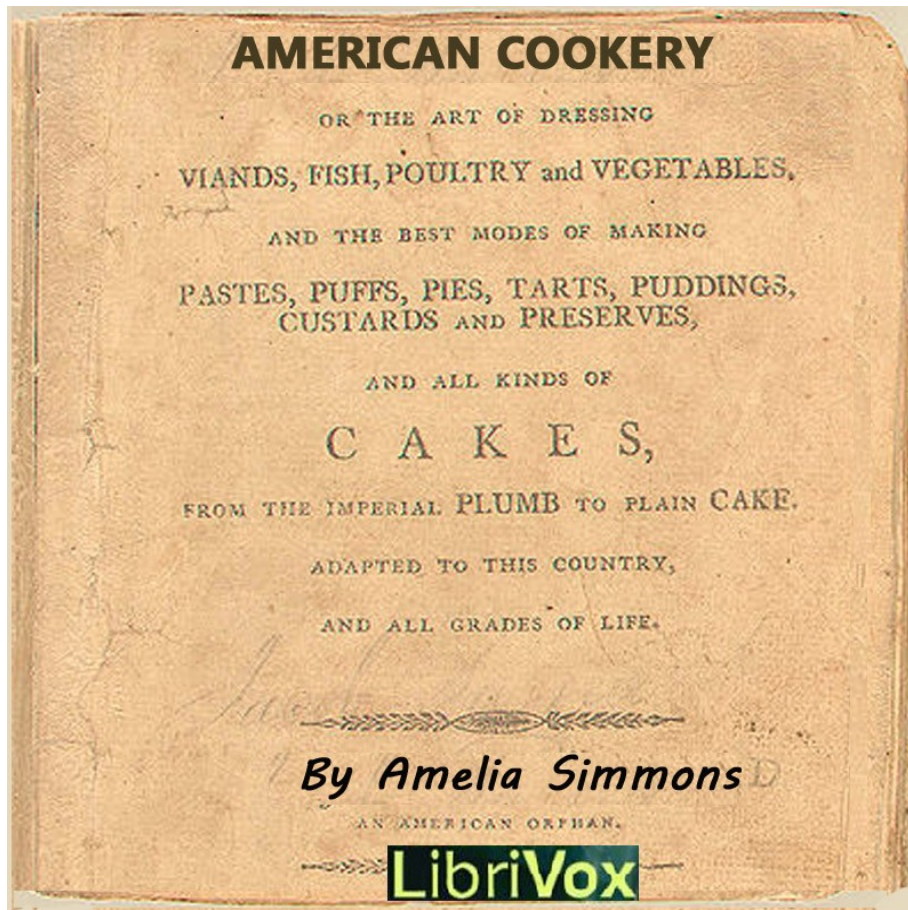 AMERICAN COOKERY
OR THE ART OF DRESSING
VIANDS, FISH, POULTRY and VEGETABLES,
AND THE BEST MODES OF MAKING
PASTES, PUFFS, PIES, TARTS, PUDDINGS,
CUSTARDS AND PRESERVES,
AND ALL KINDS OF
CAKES,
FROM THE IMPERIAL PLUMB TO PLAIN CAKE.
ADAPTED TO THIS COUNTRY,
AND ALL GRADES OF LIFE.
By Amelia Simmons
AN AMERICAN ORPHAN.
LibriVox